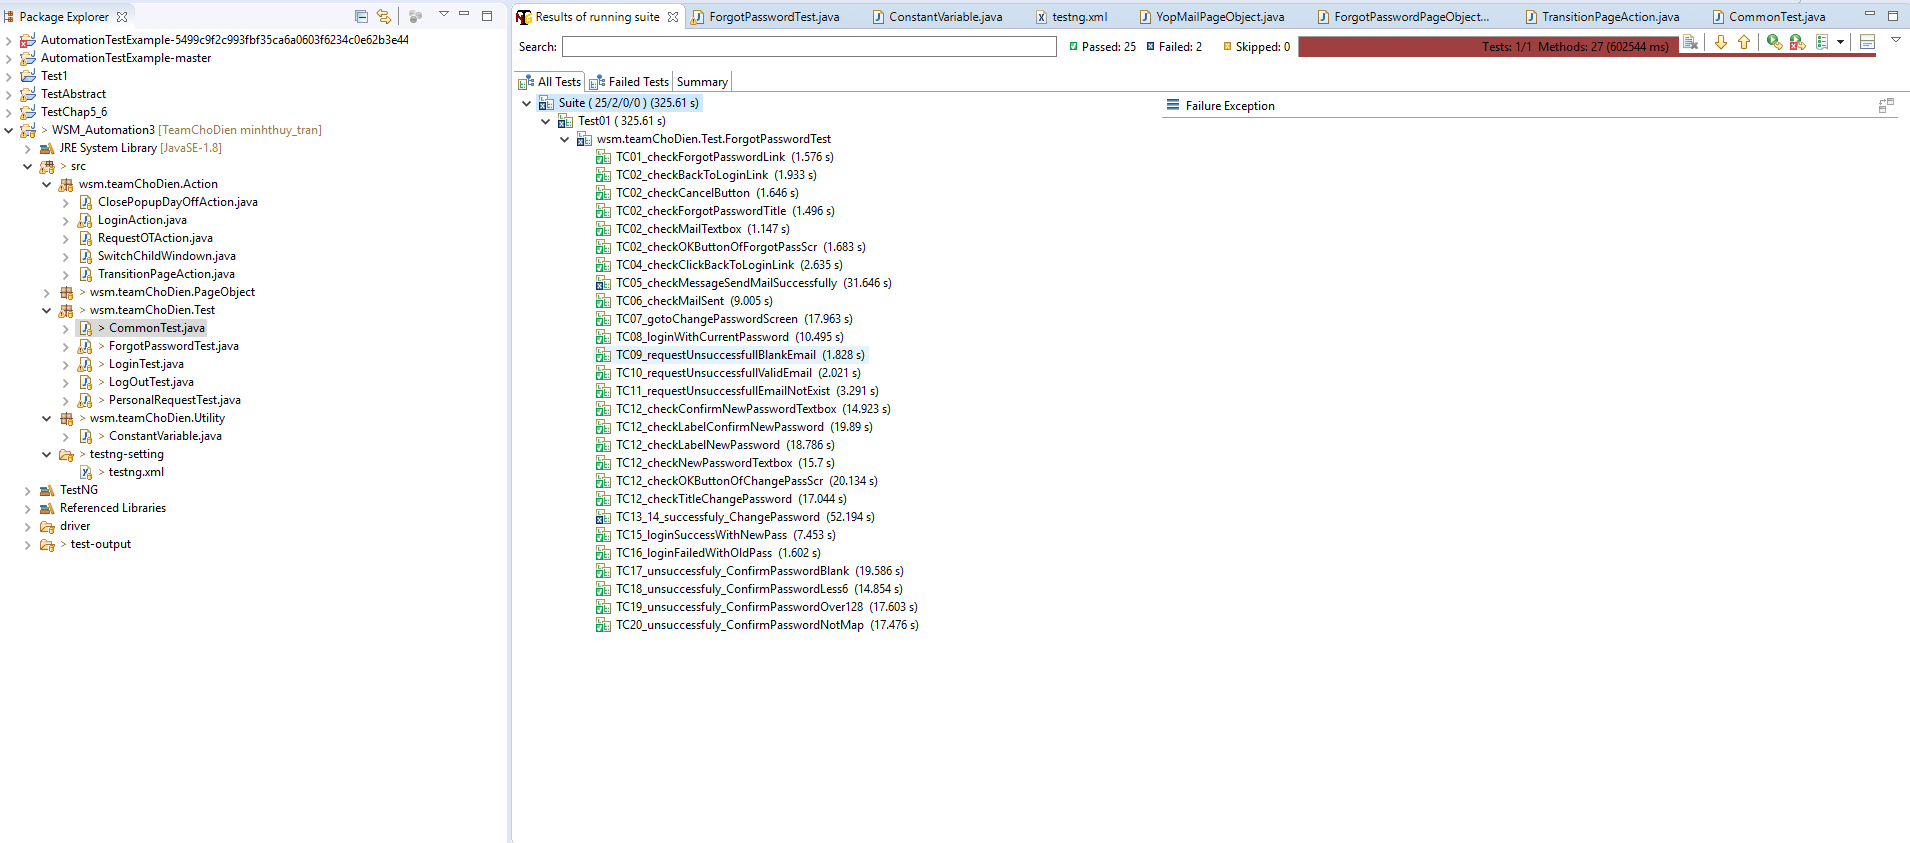 Package Explorer
AutomationTestExample-5499c9f2c993fbf35ca6a0603f6234c0e62b3e44
AutomationTestExample-master
Test1
TestAbstract
TestChap5_6
> WSM_Automation3 [TeamChoDien minhthuy_tran]
JRE System Library [JavaSE-1.8]
> src
wsm.teamChoDien.Action
ClosePopupDayOffAction.java
LoginAction.java
RequestOTAction.java
SwitchChildWindown.java
TransitionPageAction.java
> wsm.teamChoDien.PageObject
> wsm.teamChoDien.Test
> CommonTest.java
> ForgotPasswordTest.java
> LoginTest.java
> LogOutTest.java
> PersonalRequestTest.java
> wsm.teamChoDien.Utility
> ConstantVariable.java
> testng-setting
> testng.xml
TestNG
Referenced Libraries
driver
> test-output
Results of running suite ForgotPasswordTest.java ConstantVariable.java testng.xml YopMailPageObject.java ForgotPasswordPageObject... TransitionPageAction.java CommonTest.java
Search: Passed: 25 Failed: 2 Skipped: 0 Tests: 1/1 Methods: 27 (602544 ms)
All Tests Failed Tests Summary
Suite ( 25/2/0/0 ) (325.61 s)
Test01 ( 325.61 s)
wsm.teamChoDien.Test.ForgotPasswordTest
TC01_checkForgotPasswordLink (1.576 s)
TC02_checkBackToLoginLink (1.933 s)
TC02_checkCancelButton (1.646 s)
TC02_checkForgotPasswordTitle (1.496 s)
TC02_checkMailTextbox (1.147 s)
TC02_checkOKButtonOfForgotPassScr (1.683 s)
TC04_checkClickBackToLoginLink (2.635 s)
TC05_checkMessageSendMailSuccessfully (31.646 s)
TC06_checkMailSent (9.005 s)
TC07_gotoChangePasswordScreen (17.963 s)
TC08_loginWithCurrentPassword (10.495 s)
TC09_requestUnsuccessfullBlankEmail (1.828 s)
TC10_requestUnsuccessfullValidEmail (2.021 s)
TC11_requestUnsuccessfullEmailNotExist (3.291 s)
TC12_checkConfirmNewPasswordTextbox (14.923 s)
TC12_checkLabelConfirmNewPassword (19.89 s)
TC12_checkLabelNewPassword (18.786 s)
TC12_checkNewPasswordTextbox (15.7 s)
TC12_checkOKButtonOfChangePassScr (20.134 s)
TC12_checkTitleChangePassword (17.044 s)
TC13_14_successfuly_ChangePassword (52.194 s)
TC15_loginSuccessWithNewPass (7.453 s)
TC16_loginFailedWithOldPass (1.602 s)
TC17_unsuccessfuly_ConfirmPasswordBlank (19.586 s)
TC18_unsuccessfuly_ConfirmPasswordLess6 (14.854 s)
TC19_unsuccessfuly_ConfirmPasswordOver128 (17.603 s)
TC20_unsuccessfuly_ConfirmPasswordNotMap (17.476 s)
Failure Exception